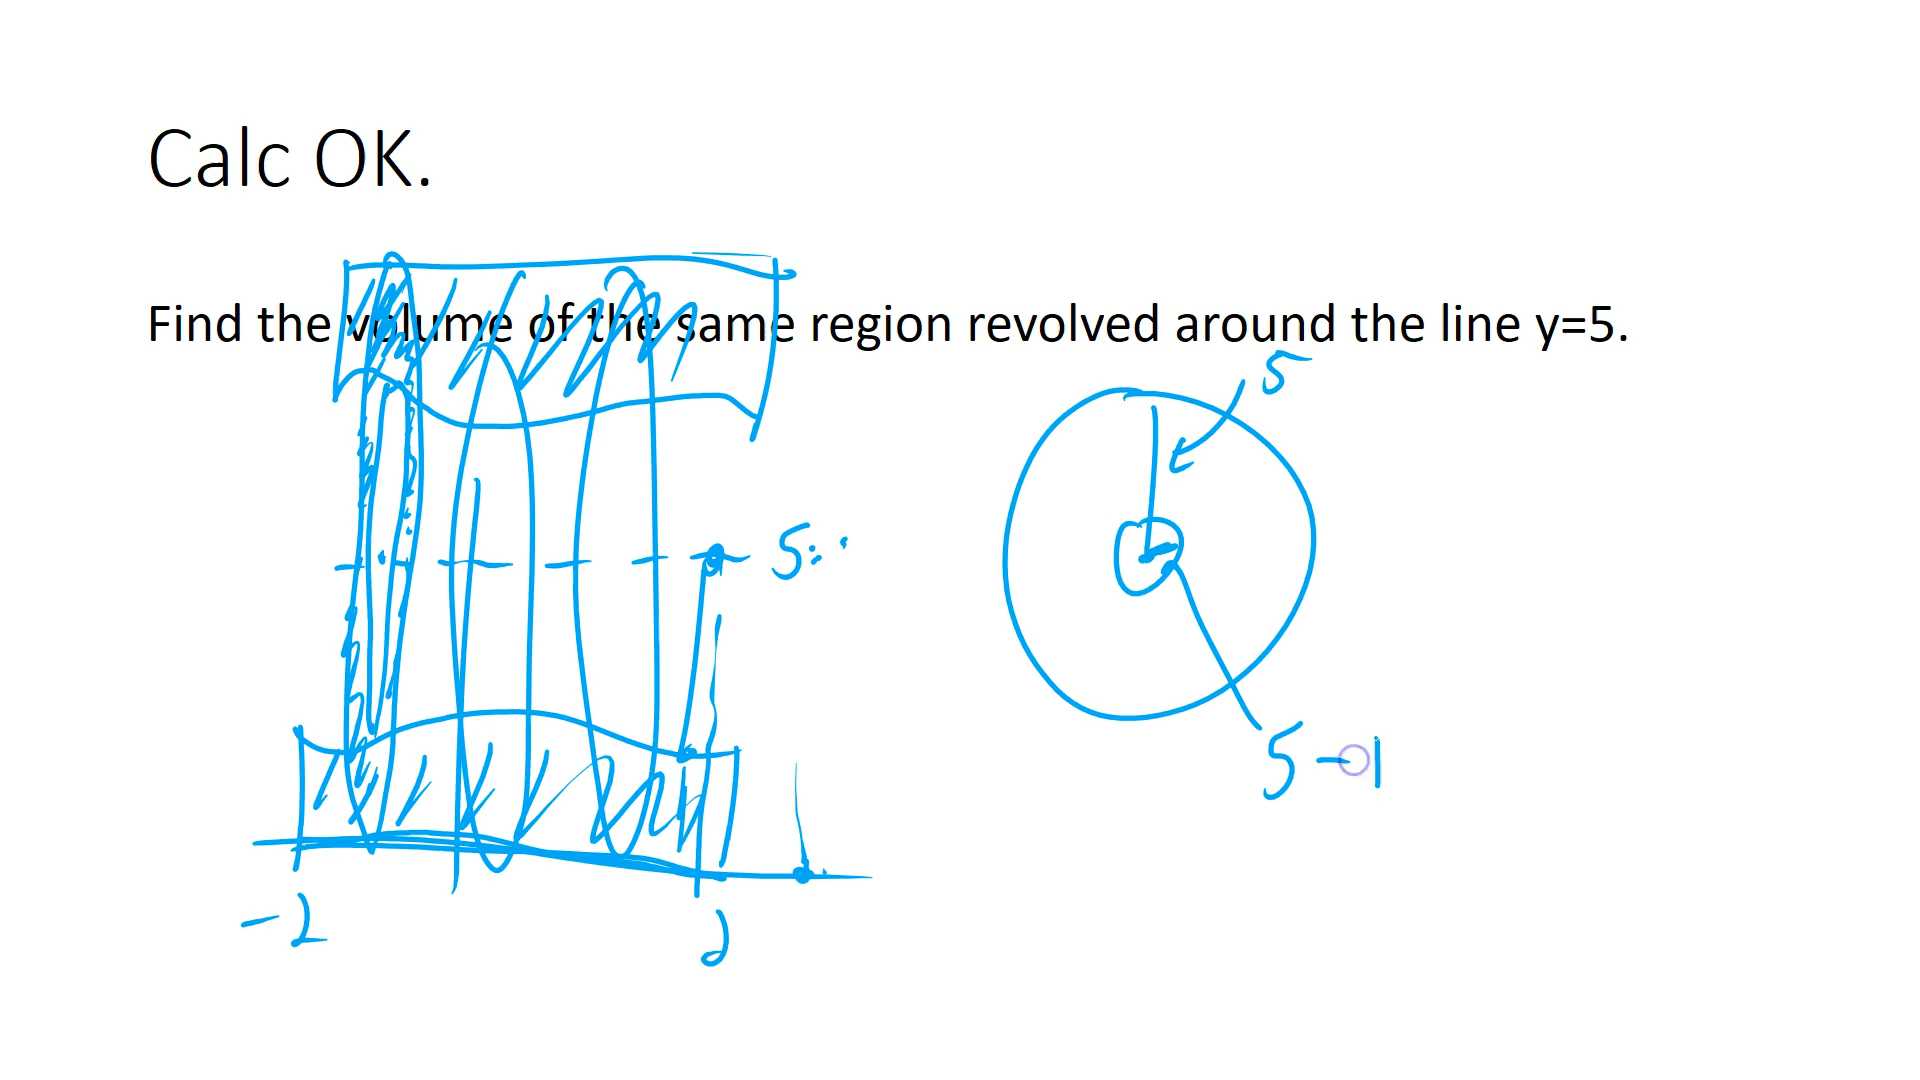 Calc OK.
Find the volume of the same region revolved around the line y=5.
5
5
5-1
-2
2